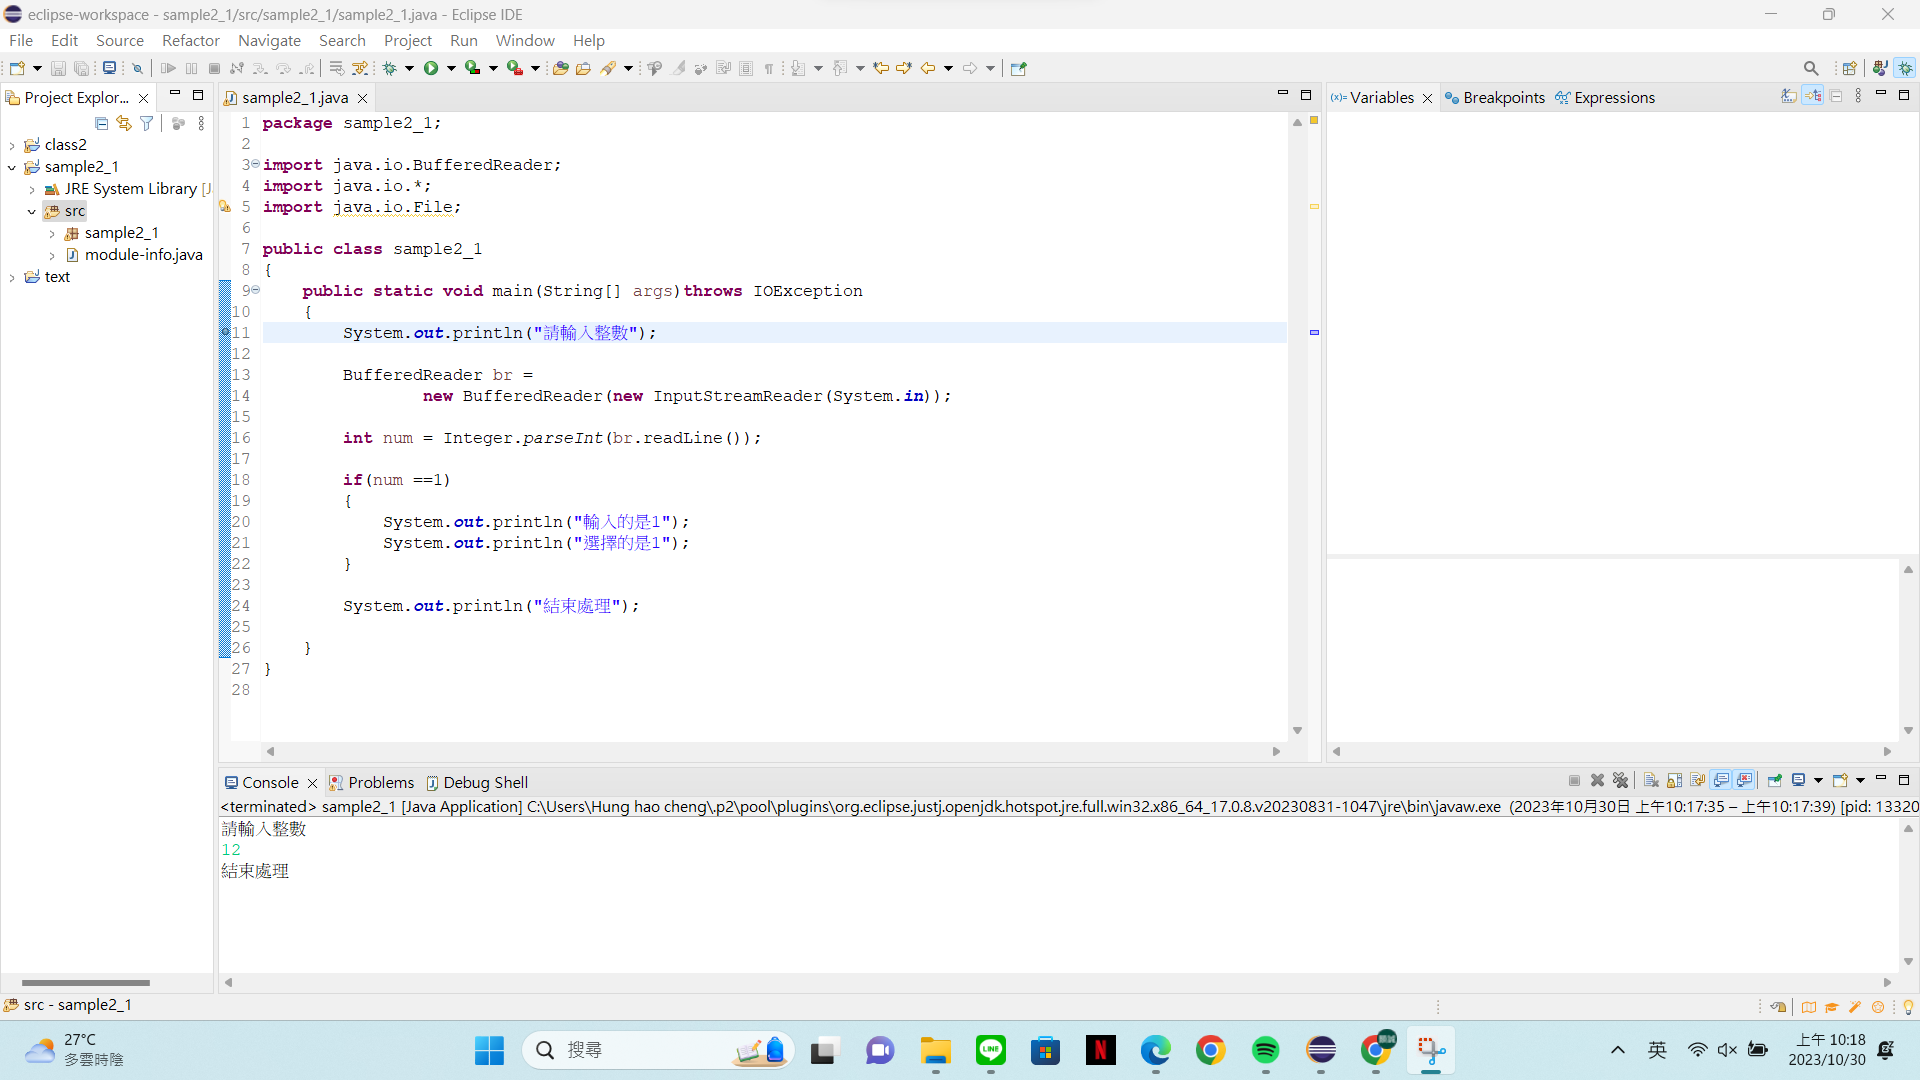 eclipse-workspace - sample2_1/src/sample2_1/sample2_1.java - Eclipse IDE
File Edit Source Refactor Navigate Search Project Run Window Help
Project Explor...
class2
sample2_1
JRE System Library [J
src
sample2_1
module-info.java
text
sample2_1.java
1 package sample2_1;
2
3 import java.io.BufferedReader;
4 import java.io.*;
5 import java.io.File;
6
7 public class sample2_1
8 {
9 public static void main(String[] args)throws IOException
10 {
11 System.out.println("請輸入整數");
12
13 BufferedReader br =
14 new BufferedReader(new InputStreamReader(System.in));
15
16 int num = Integer.parseInt(br.readLine());
17
18 if(num ==1)
19 {
20 System.out.println("輸入的是1");
21 System.out.println("選擇的是1");
22 }
23
24 System.out.println("結束處理");
25
26 }
27 }
28
(x)= Variables Breakpoints Expressions
Console Problems Debug Shell
<terminated> sample2_1 [Java Application] C:\Users\Hung hao cheng\.p2\pool\plugins\org.eclipse.justj.openjdk.hotspot.jre.full.win32.x86_64_17.0.8.v20230831-1047\jre\bin\javaw.exe (2023年10月30日 上午10:17:35 – 上午10:17:39) [pid: 13320
請輸入整數
12
結束處理
src - sample2_1
27°C
多雲時陰
搜尋
LINE
N
英
上午 10:18
2023/10/30